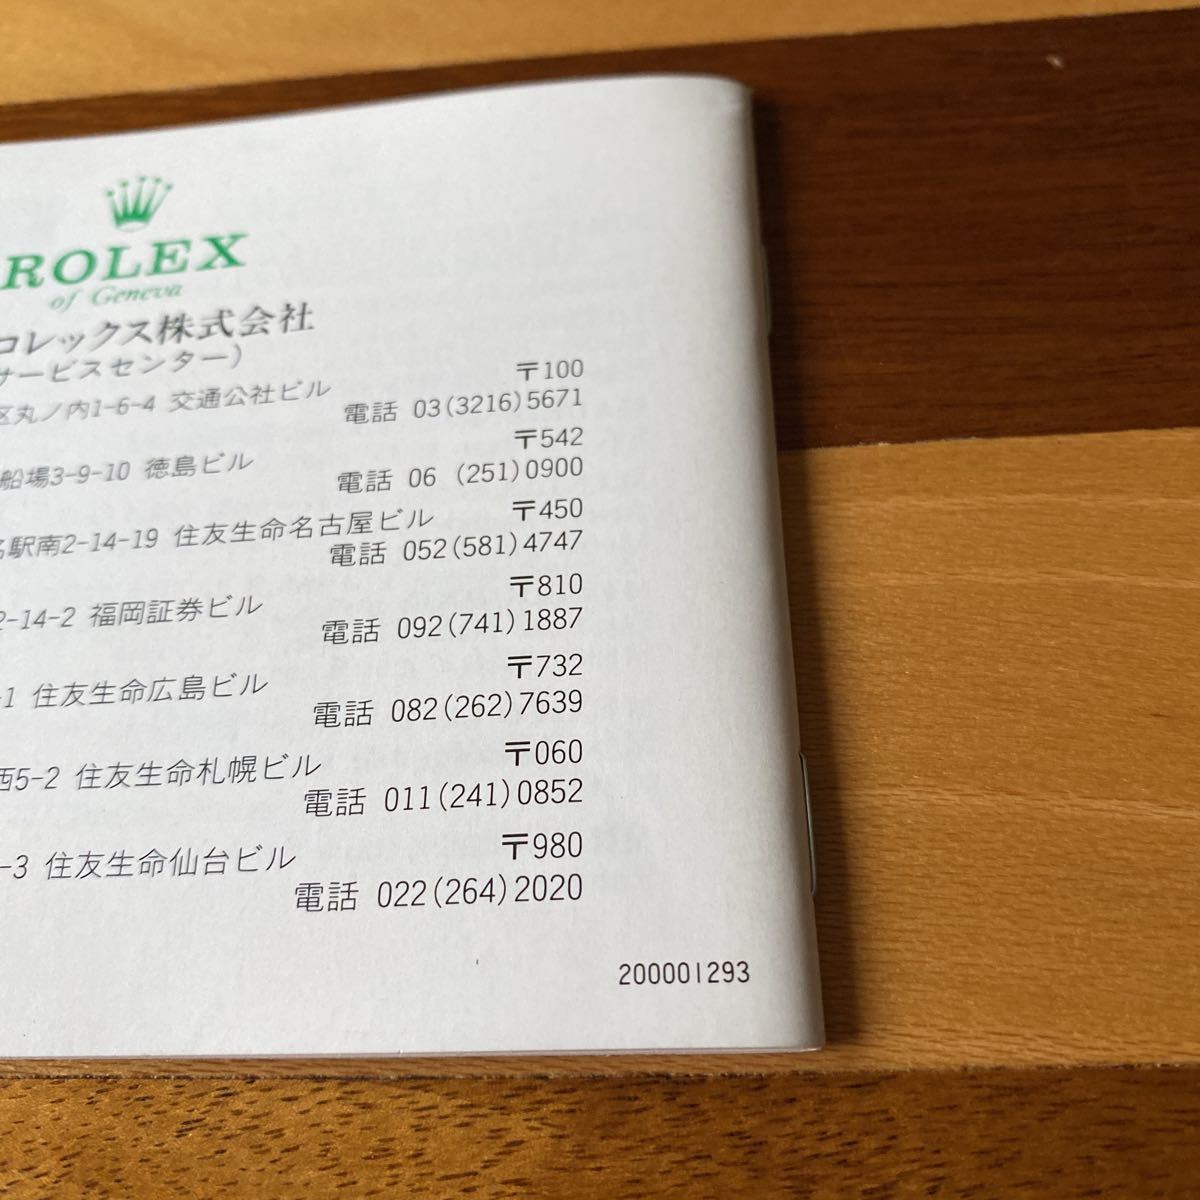 ROLEX
of Geneva
ロレックス株式会社
サービスセンター)
〒100
区丸ノ内1-6-4 交通公社ビル
電話 03(3216)5671
〒542
船場3-9-10 徳島ビル
電話 06 (251)0900
〒450
名駅南2-14-19 住友生命名古屋ビル
電話 052(581)4747
〒810
2-14-2 福岡証券ビル
電話 092(741)1887
〒732
-1 住友生命広島ビル
電話 082(262)7639
〒060
西5-2 住友生命札幌ビル
電話 011(241)0852
〒980
-3 住友生命仙台ビル
電話 022(264)2020
200001293